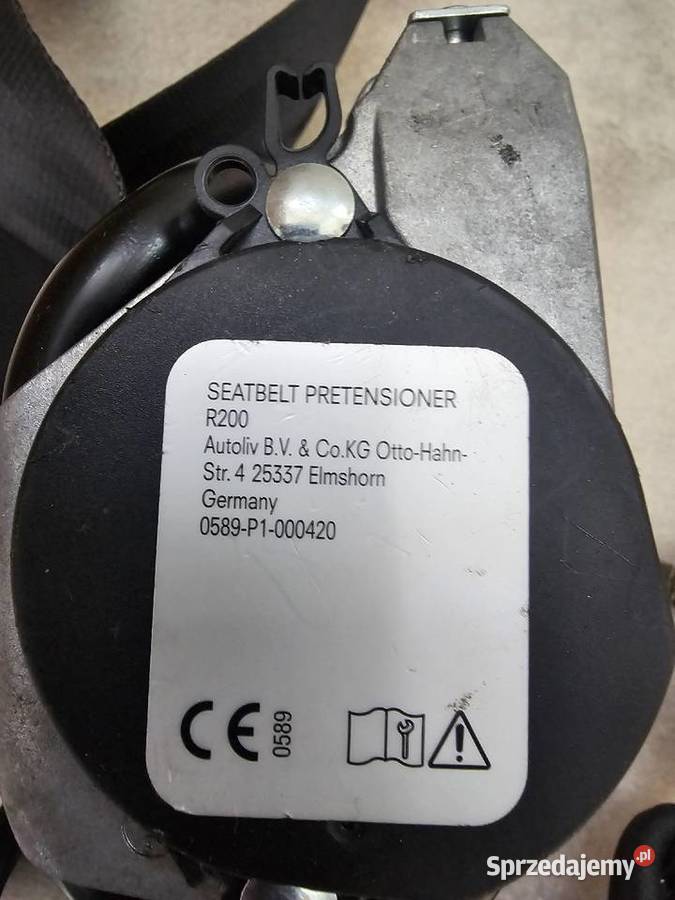 SEATBELT PRETENSIONER
R200
Autoliv B.V. & Co.KG Otto-Hahn-
Str. 4 25337 Elmshorn
Germany
0589-P1-000420
CE 0589
Sprzedajemy.pl